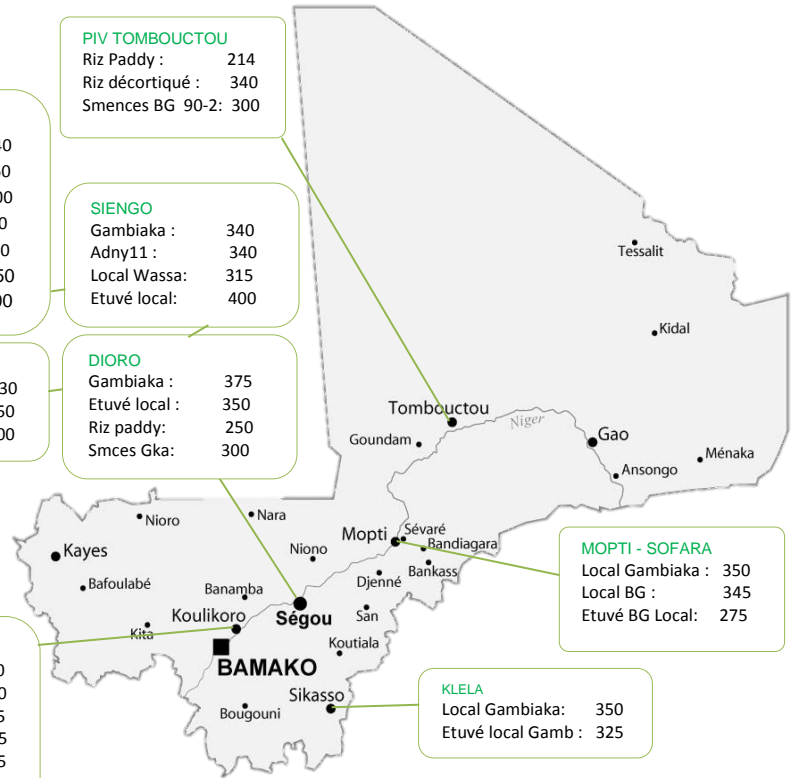 PIV TOMBOUCTOU
Riz Paddy : 214
Riz décortiqué : 340
Smences BG 90-2: 300
SIENGO
Gambiaka : 340
Adny11 : 340
Local Wassa: 315
Etuvé local: 400
DIORO
Gambiaka : 375
Etuvé local : 350
Riz paddy: 250
Smces Gka: 300
MOPTI - SOFARA
Local Gambiaka : 350
Local BG : 345
Etuvé BG Local: 275
KLELA
Local Gambiaka: 350
Etuvé local Gamb : 325
Tessalit
Kidal
Tombouctou
Niger
Goundam
Gao
Ménaka
Ansongo
Nioro
Nara
Mopti
Sévaré
Bandiagara
Kayes
Niono
Bankass
Bafoulabé
Djenné
Banamba
Ségou
San
Koulikoro
Kita
Koutiala
BAMAKO
Sikasso
Bougouni